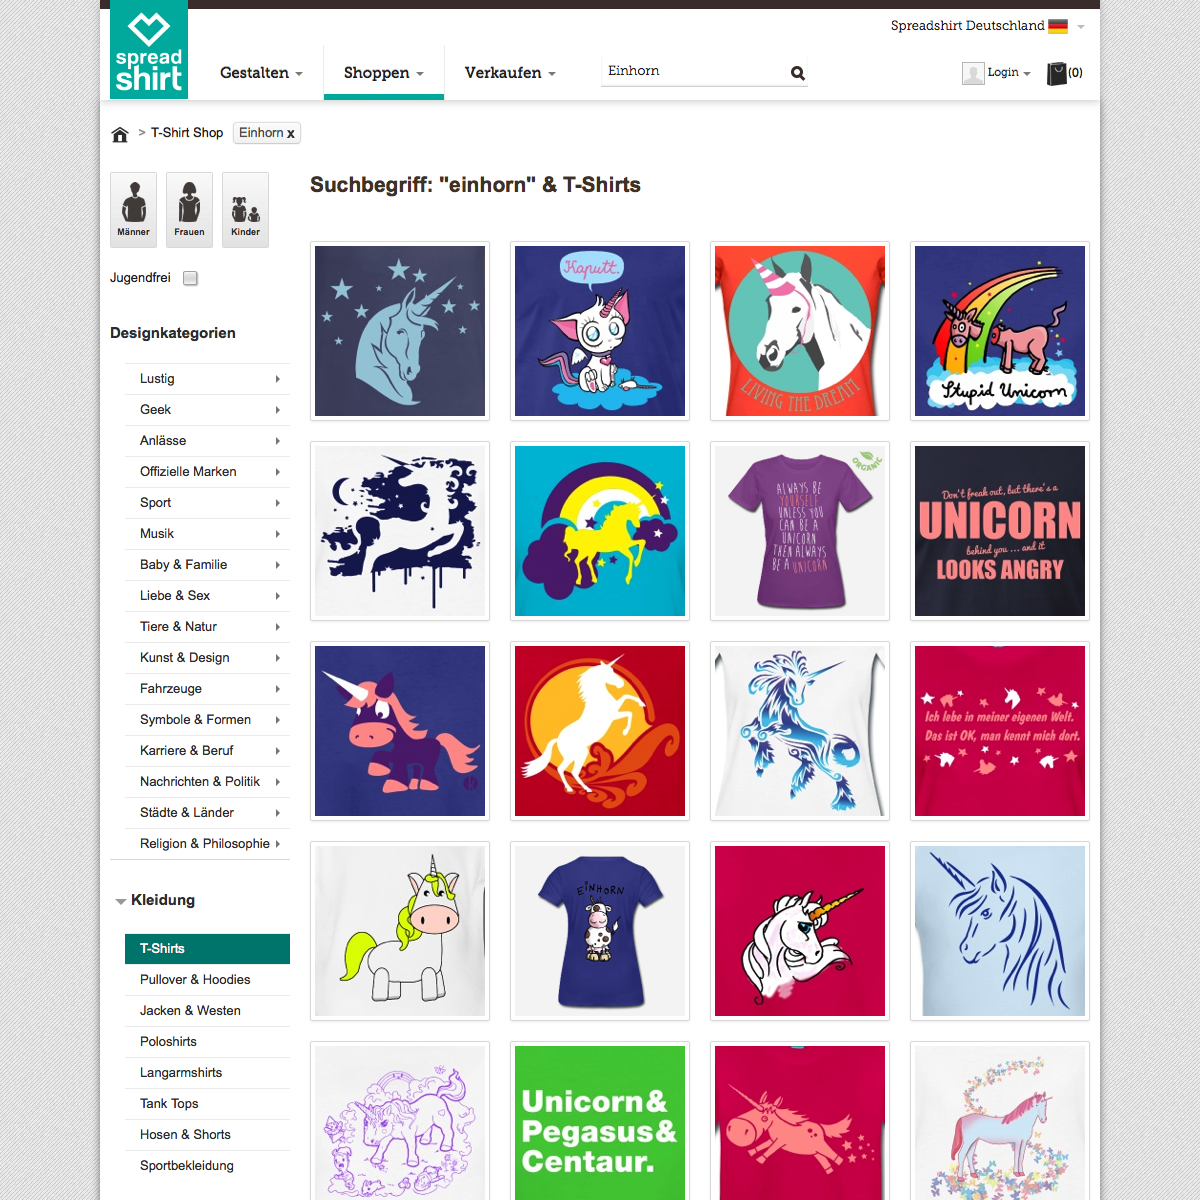 spread
shirt
Spreadshirt Deutschland
Gestalten
Shoppen
Verkaufen
Einhorn
Login
(0)
> T-Shirt Shop
Einhorn x
Männer
Frauen
Kinder
Jugendfrei
Suchbegriff: "einhorn" & T-Shirts
Designkategorien
Lustig
Geek
Anlässe
Offizielle Marken
Sport
Musik
Baby & Familie
Liebe & Sex
Tiere & Natur
Kunst & Design
Fahrzeuge
Symbole & Formen
Karriere & Beruf
Nachrichten & Politik
Städte & Länder
Religion & Philosophie
Kleidung
T-Shirts
Pullover & Hoodies
Jacken & Westen
Poloshirts
Langarmshirts
Tank Tops
Hosen & Shorts
Sportbekleidung
Kaputt.
LIVING THE DREAM
Stupid Unicorn
ORGANIC
ALWAYS BE
YOURSELF
UNLESS YOU
CAN BE A
UNICORN
THEN ALWAYS
BE A UNICORN
Don't freak out, but there's a
UNICORN
behind you ... and it
LOOKS ANGRY
Ich lebe in meiner eigenen Welt.
Das ist OK, man kennt mich dort.
EINHORN
Unicorn&
Pegasus&
Centaur.